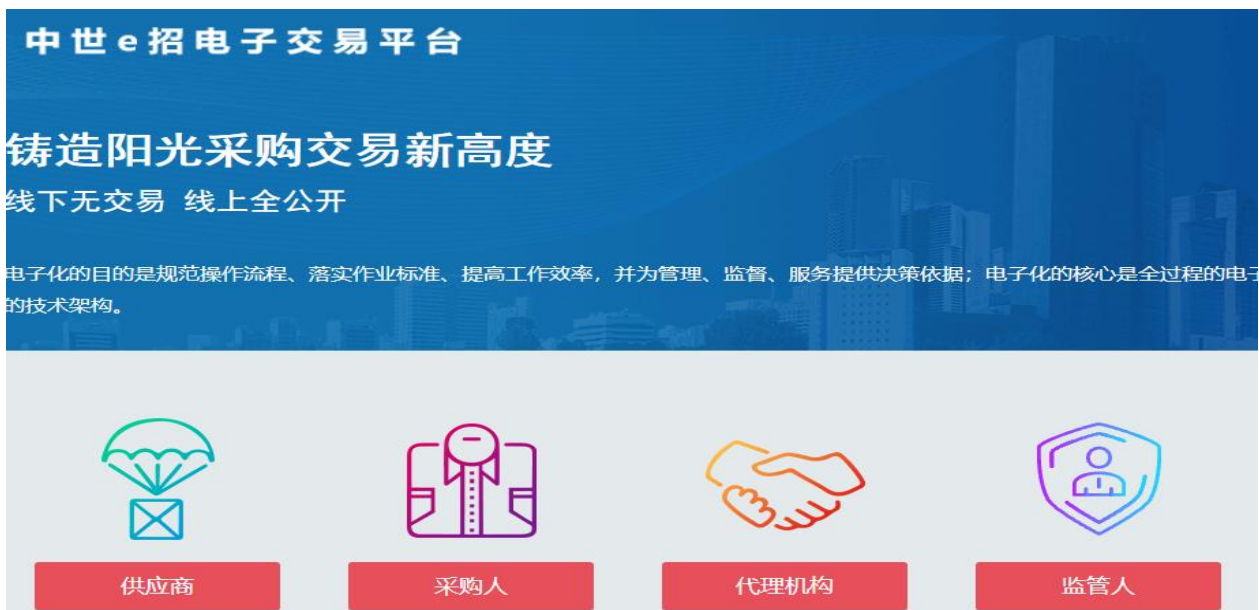 中世e招电子交易平台
铸造阳光采购交易新高度
线下无交易 线上全公开
电子化的目的是规范操作流程、落实作业标准、提高工作效率，并为管理、监督、服务提供决策依据；电子化的核心是全过程的电子
的技术架构。
供应商
采购人
代理机构
监管人